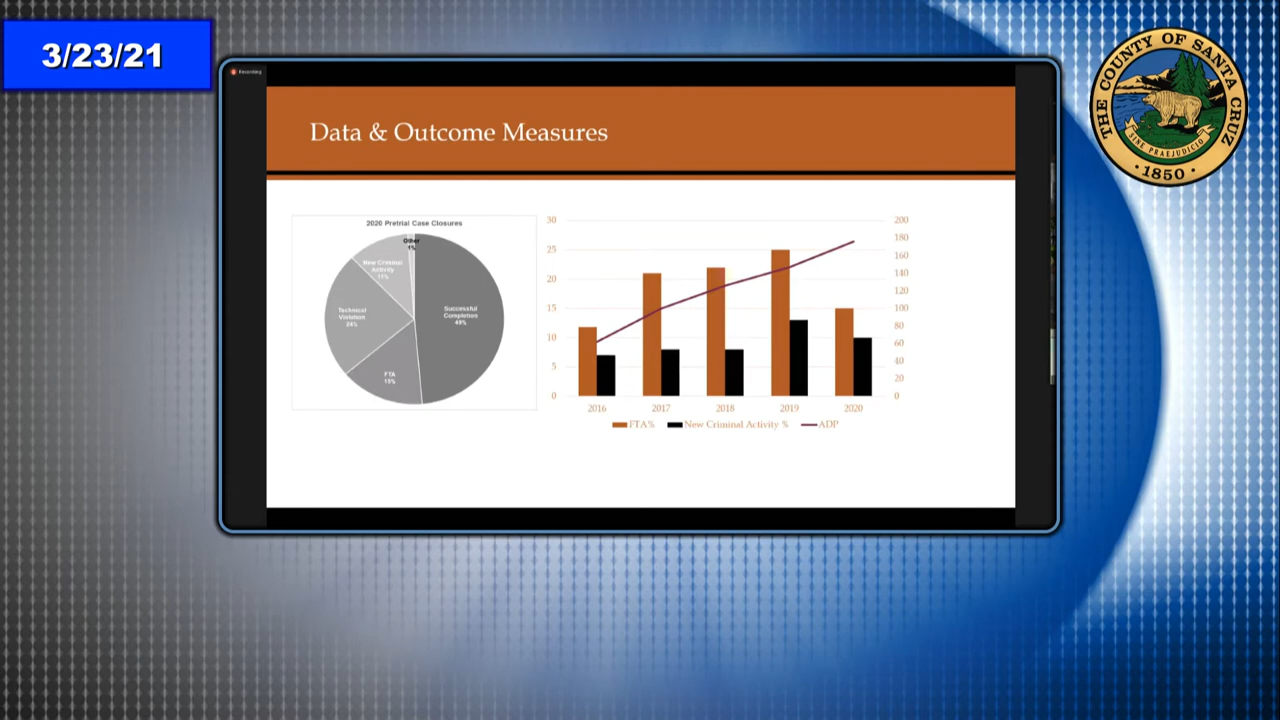 3/23/21
Recording
THE COUNTY OF SANTA CRUZ
SINE PRAEJUDICIO
• 1850 •
Data & Outcome Measures
2020 Pretrial Case Closures
Other
1%
New Criminal
Activity
11%
Technical
Violation
24%
Successful
Completion
49%
FTA
15%
30
25
20
15
10
5
0
200
180
160
140
120
100
80
60
40
20
0
2016 2017 2018 2019 2020
FTA% New Criminal Activity % ADP